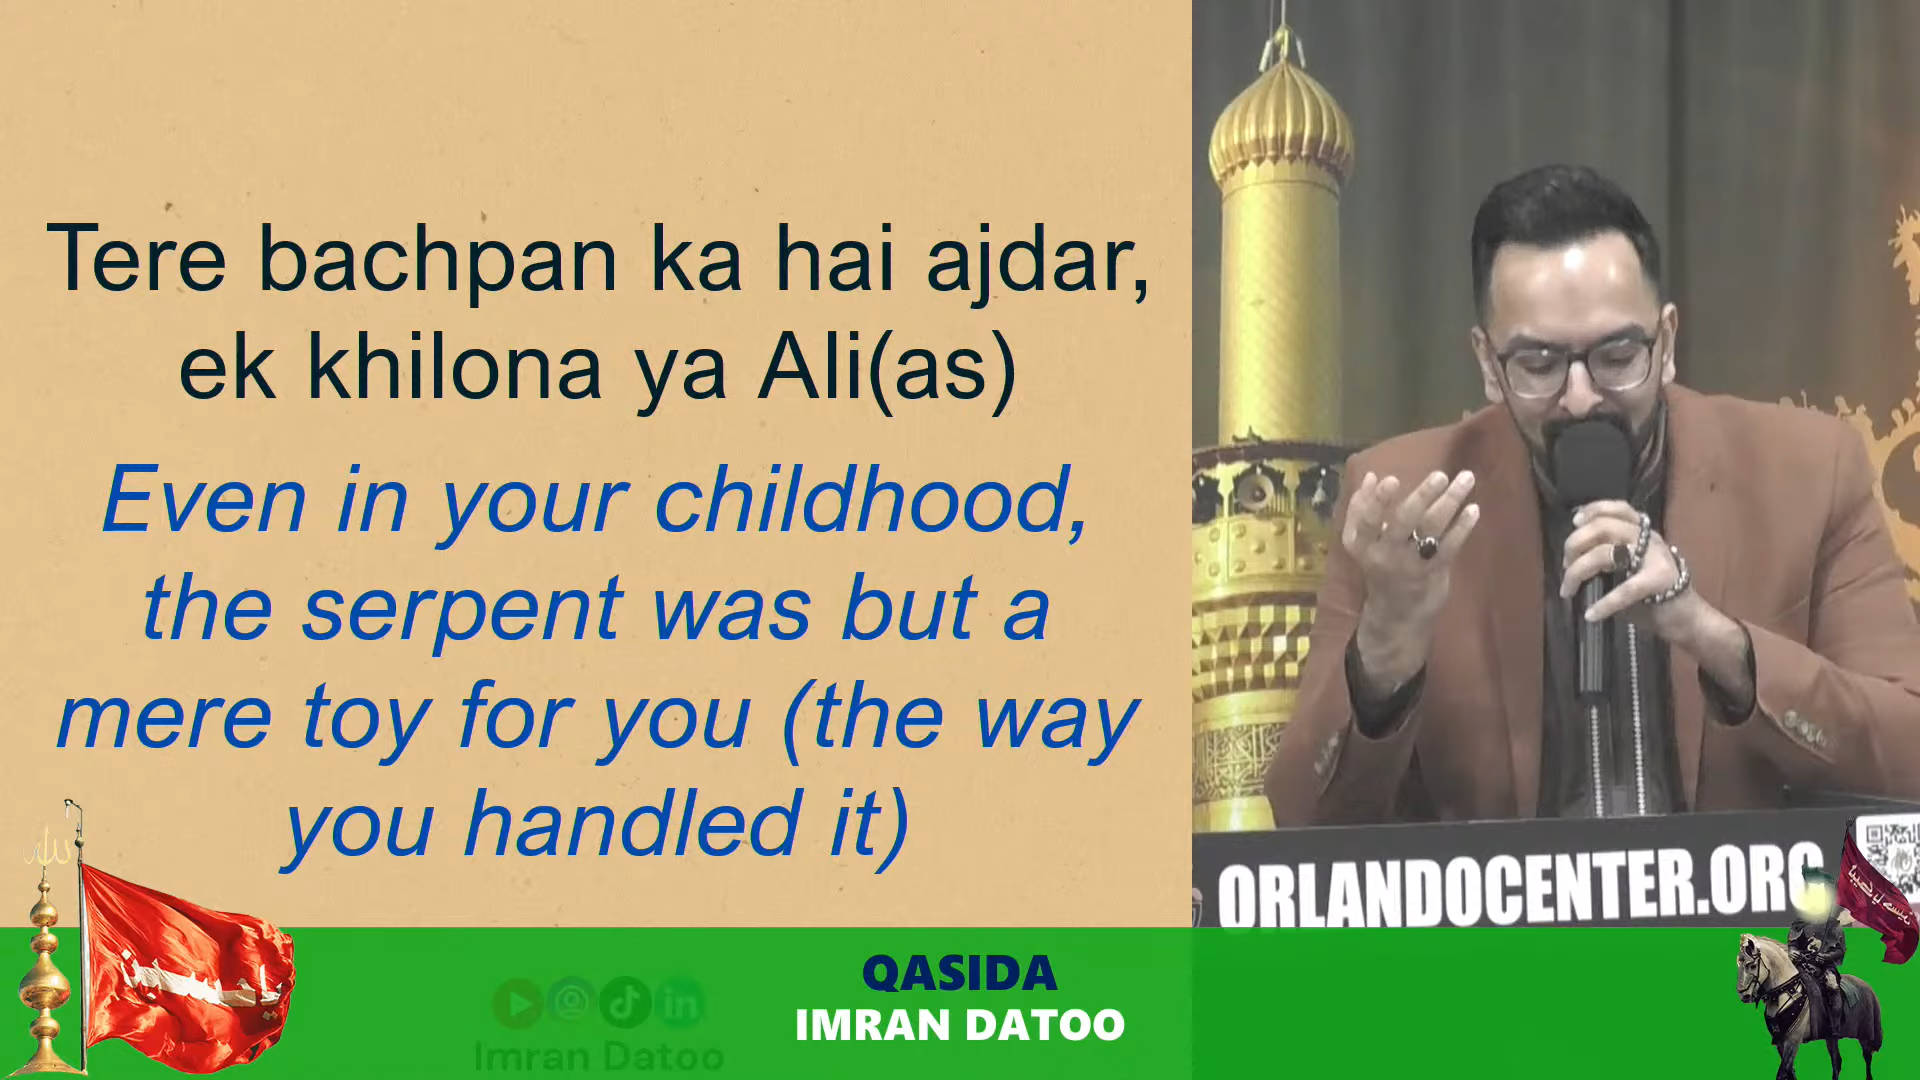 Tere bachpan ka hai ajdar,
ek khilona ya Ali(as)
Even in your childhood,
the serpent was but a
mere toy for you (the way
you handled it)
ORLANDOCENTER.ORG
QASIDA
IMRAN DATOO
Imran Datoo